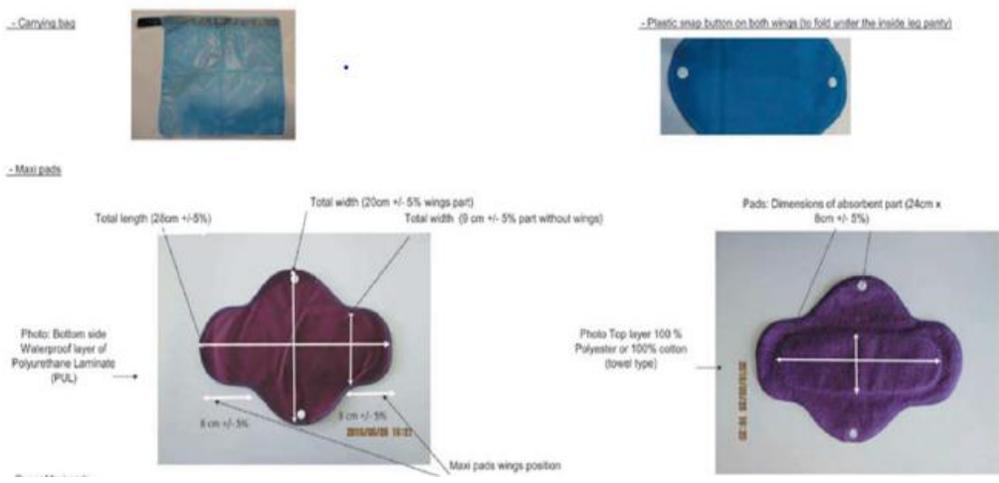 - Carrying bag
- Plastic snap button on both wings (to fold under the inside leg panty)
- Maxi pads
Total length (28cm +/-5%)
Total width (20cm +/- 5% wings part)
Total width (9 cm +/- 5% part without wings)
Pads: Dimensions of absorbent part (24cm x
8cm +/- 5%)
Photo: Bottom side
Waterproof layer of
Polyurethane Laminate
(PUL)
Photo Top layer 100 %
Polyester or 100% cotton
(towel type)
8 cm +/- 5%
9 cm +/- 5%
Maxi pads wings position